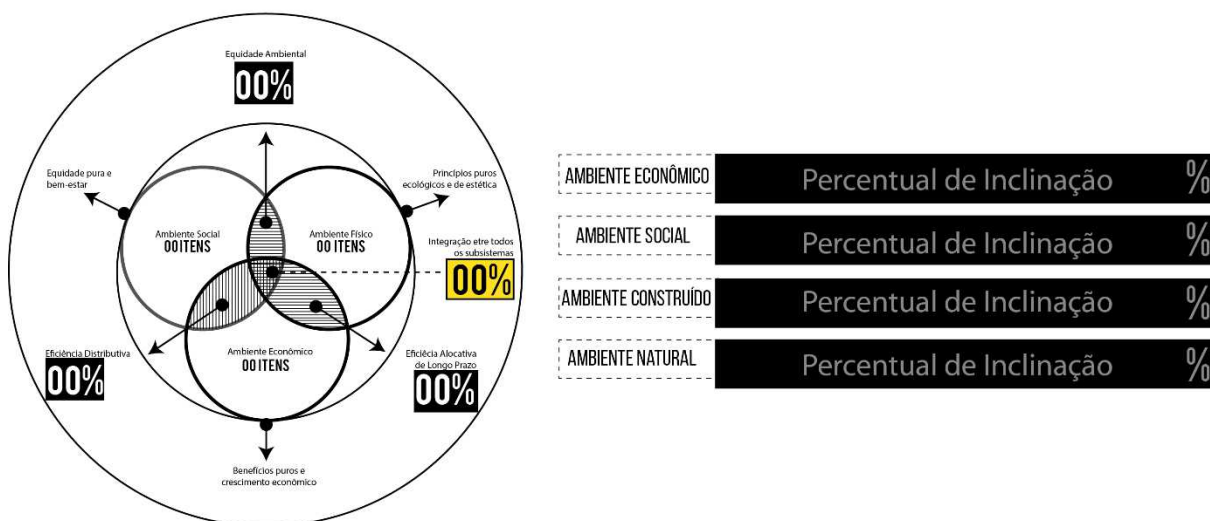 Equidade Ambiental
00%
Equidade pura e
bem-estar
Princípios puros
ecológicos e de estética
Ambiente Social
00 ITENS
Ambiente Físico
00 ITENS
Integração etre todos
os subsistemas
00%
Eficiência Distributiva
00%
Ambiente Econômico
00 ITENS
Eficiêcia Alocativa
de Longo Prazo
00%
Benefícios puros e
crescimento econômico
AMBIENTE ECONÔMICO Percentual de Inclinação %
AMBIENTE SOCIAL Percentual de Inclinação %
AMBIENTE CONSTRUÍDO Percentual de Inclinação %
AMBIENTE NATURAL Percentual de Inclinação %